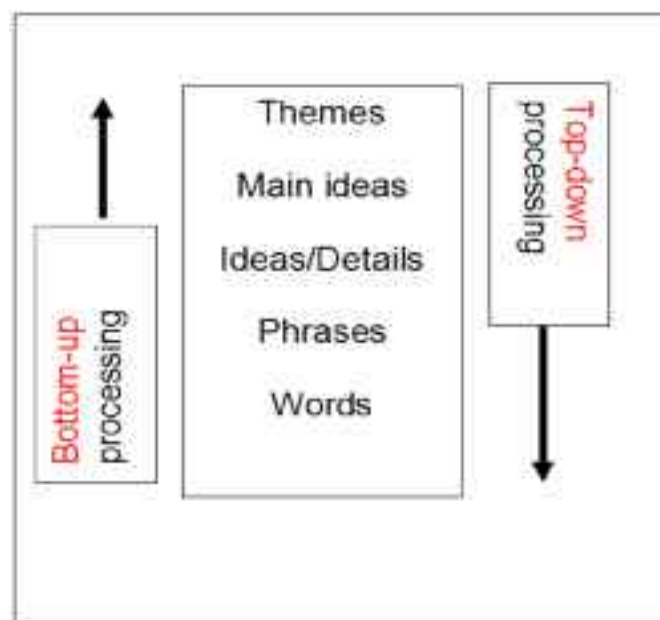 Themes
Main ideas
Ideas/Details
Phrases
Words
Bottom-up
processing
Top-down
processing